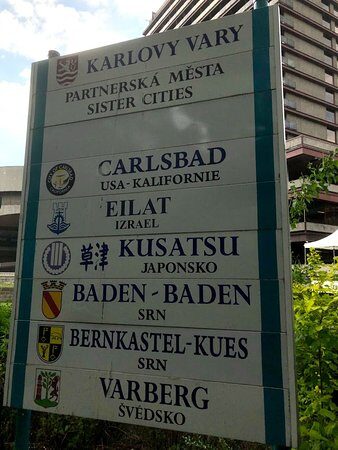 KARLOVY VARY
PARTNERSKÁ MĚSTA
SISTER CITIES
CARLSBAD
USA-KALIFORNIE
EILAT
IZRAEL
草津 KUSATSU
JAPONSKO
BADEN-BADEN
SRN
BERNKASTEL-KUES
SRN
VARBERG
ŠVÉDSKO